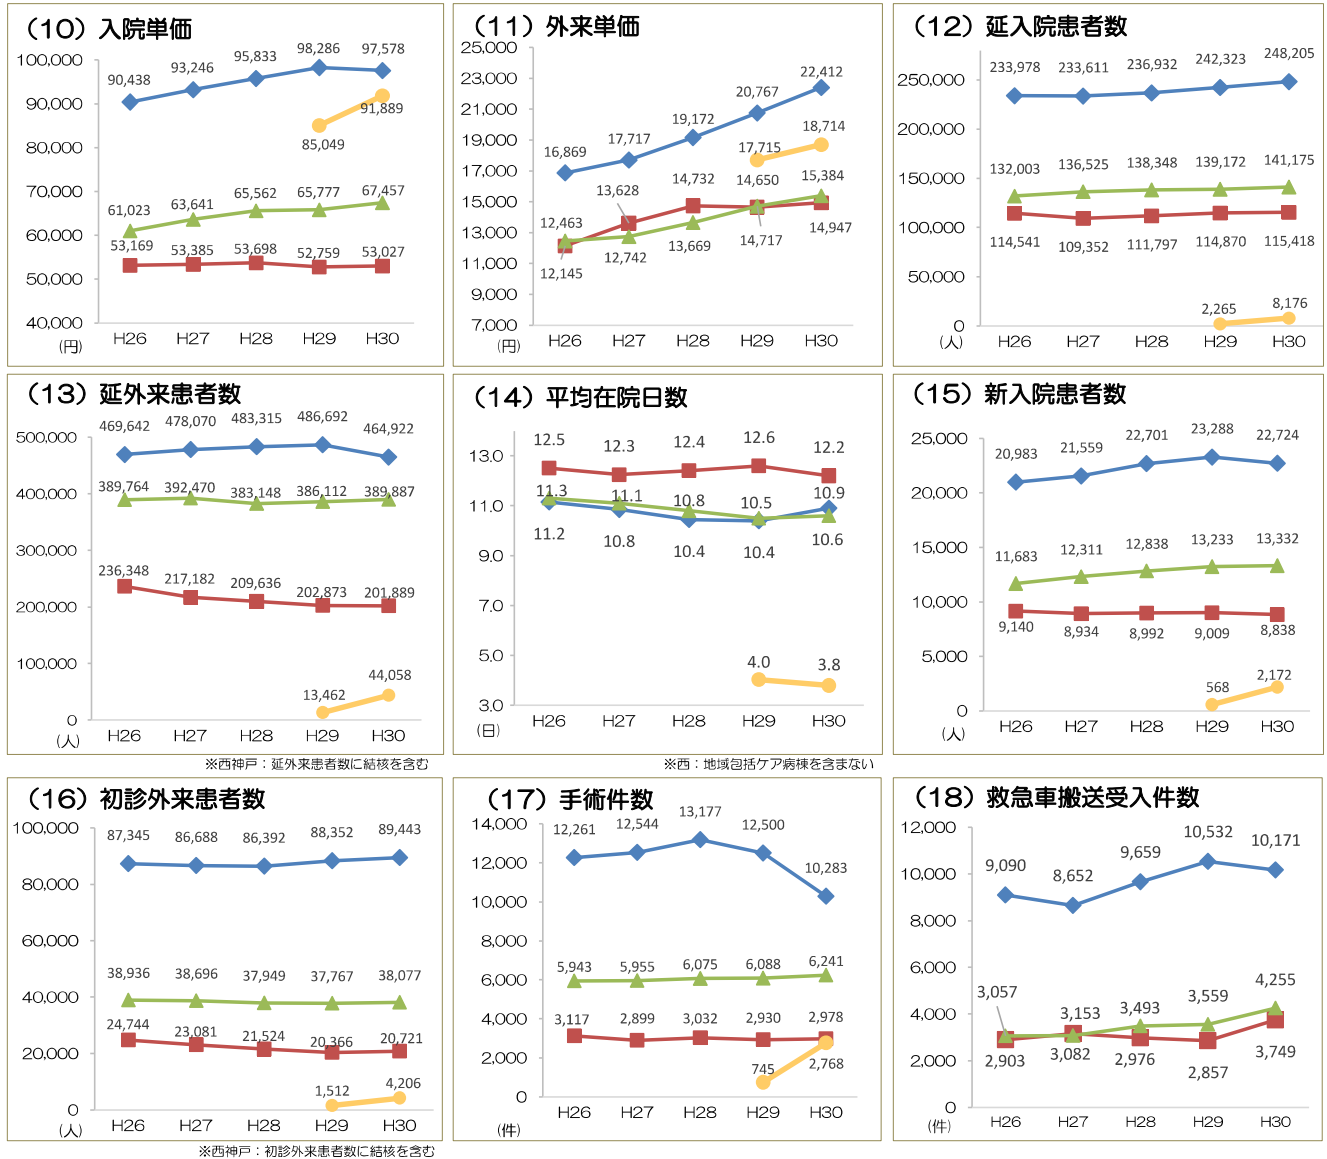 （10）入院単価
100,000
90,000
80,000
70,000
60,000
50,000
40,000
(円)
90,438 93,246 95,833 98,286 97,578
85,049 91,889
61,023 63,641 65,562 65,777 67,457
53,169 53,385 53,698 52,759 53,027
H26 H27 H28 H29 H30
（11）外来単価
25,000
23,000
21,000
19,000
17,000
15,000
13,000
11,000
9,000
7,000
(円)
16,869 17,717 19,172 20,767 22,412
17,715 18,714
12,463 13,628 14,732 14,650 15,384
12,145 12,742 13,669 14,717 14,947
H26 H27 H28 H29 H30
（12）延入院患者数
250,000
200,000
150,000
100,000
50,000
0
(人)
233,978 233,611 236,932 242,323 248,205
132,003 136,525 138,348 139,172 141,175
114,541 109,352 111,797 114,870 115,418
2,265 8,176
H26 H27 H28 H29 H30
（13）延外来患者数
500,000
400,000
300,000
200,000
100,000
0
(人)
469,642 478,070 483,315 486,692 464,922
389,764 392,470 383,148 386,112 389,887
236,348 217,182 209,636 202,873 201,889
13,462 44,058
H26 H27 H28 H29 H30
※西神戸：延外来患者数に結核を含む
（14）平均在院日数
13.0
11.0
9.0
7.0
5.0
3.0
(日)
12.5 12.3 12.4 12.6 12.2
11.3 11.1 10.8 10.5 10.9
11.2 10.8 10.4 10.4 10.6
4.0 3.8
H26 H27 H28 H29 H30
※西：地域包括ケア病棟を含まない
（15）新入院患者数
25,000
20,000
15,000
10,000
5,000
0
(人)
20,983 21,559 22,701 23,288 22,724
11,683 12,311 12,838 13,233 13,332
9,140 8,934 8,992 9,009 8,838
568 2,172
H26 H27 H28 H29 H30
（16）初診外来患者数
100,000
80,000
60,000
40,000
20,000
0
(人)
87,345 86,688 86,392 88,352 89,443
38,936 38,696 37,949 37,767 38,077
24,744 23,081 21,524 20,366 20,721
1,512 4,206
H26 H27 H28 H29 H30
※西神戸：初診外来患者数に結核を含む
（17）手術件数
14,000
12,000
10,000
8,000
6,000
4,000
2,000
0
(件)
12,261 12,544 13,177 12,500 10,283
5,943 5,955 6,075 6,088 6,241
3,117 2,899 3,032 2,930 2,978
745 2,768
H26 H27 H28 H29 H30
（18）救急車搬送受入件数
12,000
10,000
8,000
6,000
4,000
2,000
0
(件)
9,090 8,652 9,659 10,532 10,171
3,057 3,153 3,493 3,559 4,255
2,903 3,082 2,976 2,857 3,749
H26 H27 H28 H29 H30